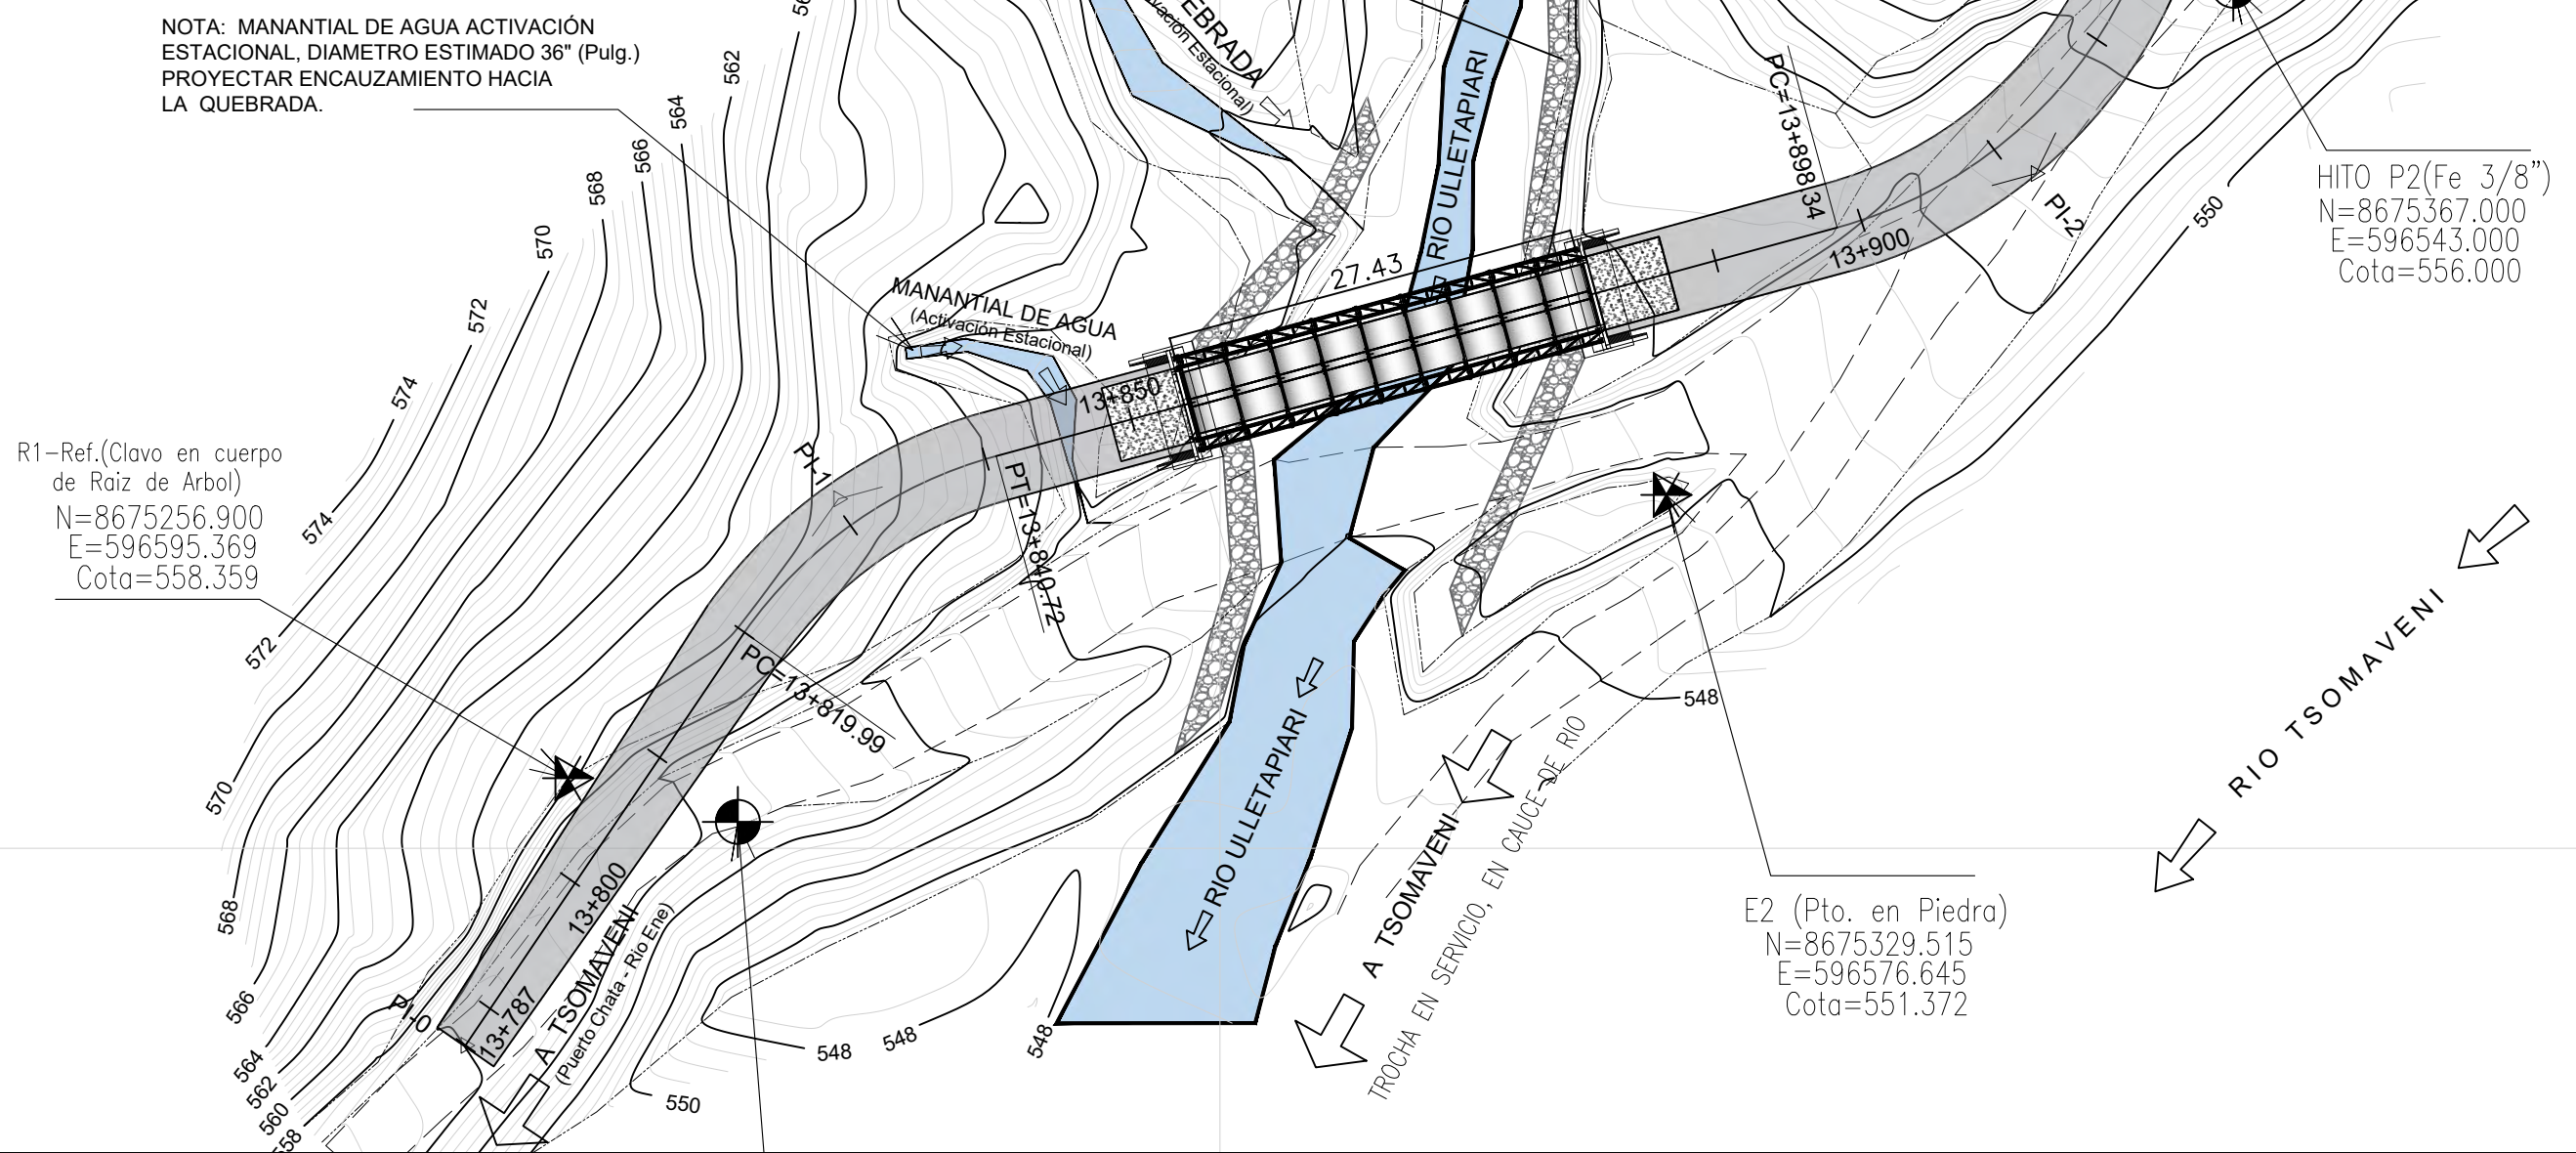 NOTA: MANANTIAL DE AGUA ACTIVACIÓN
ESTACIONAL, DIAMETRO ESTIMADO 36" (Pulg.)
PROYECTAR ENCAUZAMIENTO HACIA
LA QUEBRADA.
562
564
566
568
570
572
574
RIO ULLETAPIARI
PC=13+898.34
PI-2
550
HITO P2(Fe 3/8”)
N=8675367.000
E=596543.000
Cota=556.000
13+900
27.43
MANANTIAL DE AGUA
(Activación Estacional)
13+850
PI-1
PT=13+840.72
R1-Ref.(Clavo en cuerpo
de Raiz de Arbol)
N=8675256.900
E=596595.369
Cota=558.359
574
572
570
568
566
564
562
560
PC=13+819.99
13+800
13+787
PI-0
A TSOMAVENI
(Puerto Chata - Rio Ene)
550
548
548
548
548
RIO ULLETAPIARI
A TSOMAVENI
TROCHA EN SERVICIO, EN CAUCE DE RIO
E2 (Pto. en Piedra)
N=8675329.515
E=596576.645
Cota=551.372
RIO TSOMAVENI